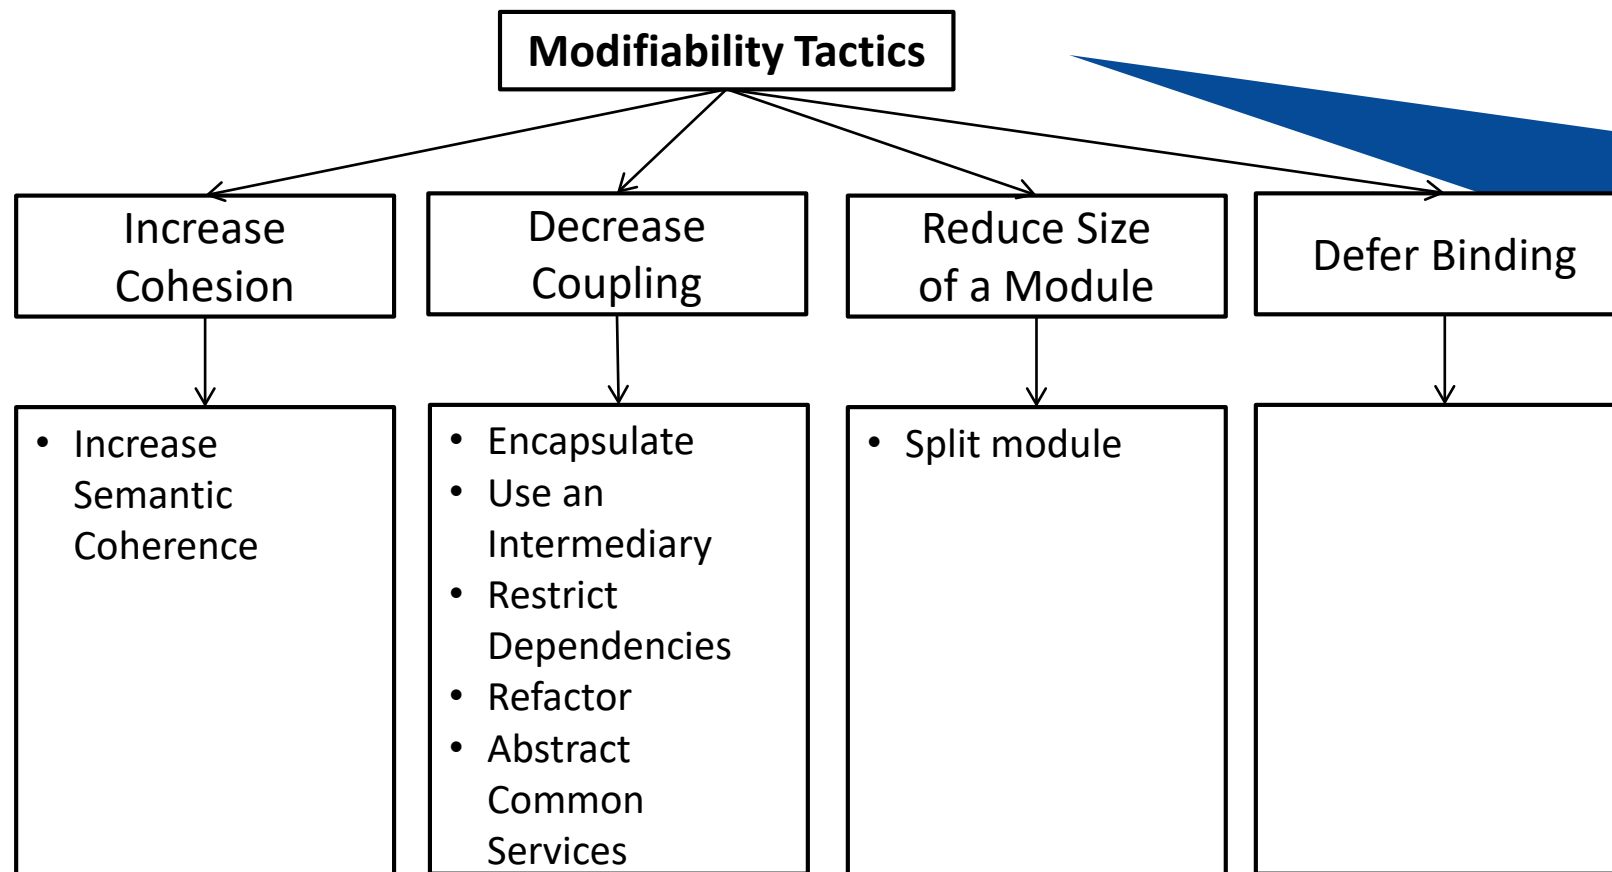 Modifiability Tactics
Increase
Cohesion
Decrease
Coupling
Reduce Size
of a Module
Defer Binding
• Increase
Semantic
Coherence
• Encapsulate
• Use an
Intermediary
• Restrict
Dependencies
• Refactor
• Abstract
Common
Services
• Split module